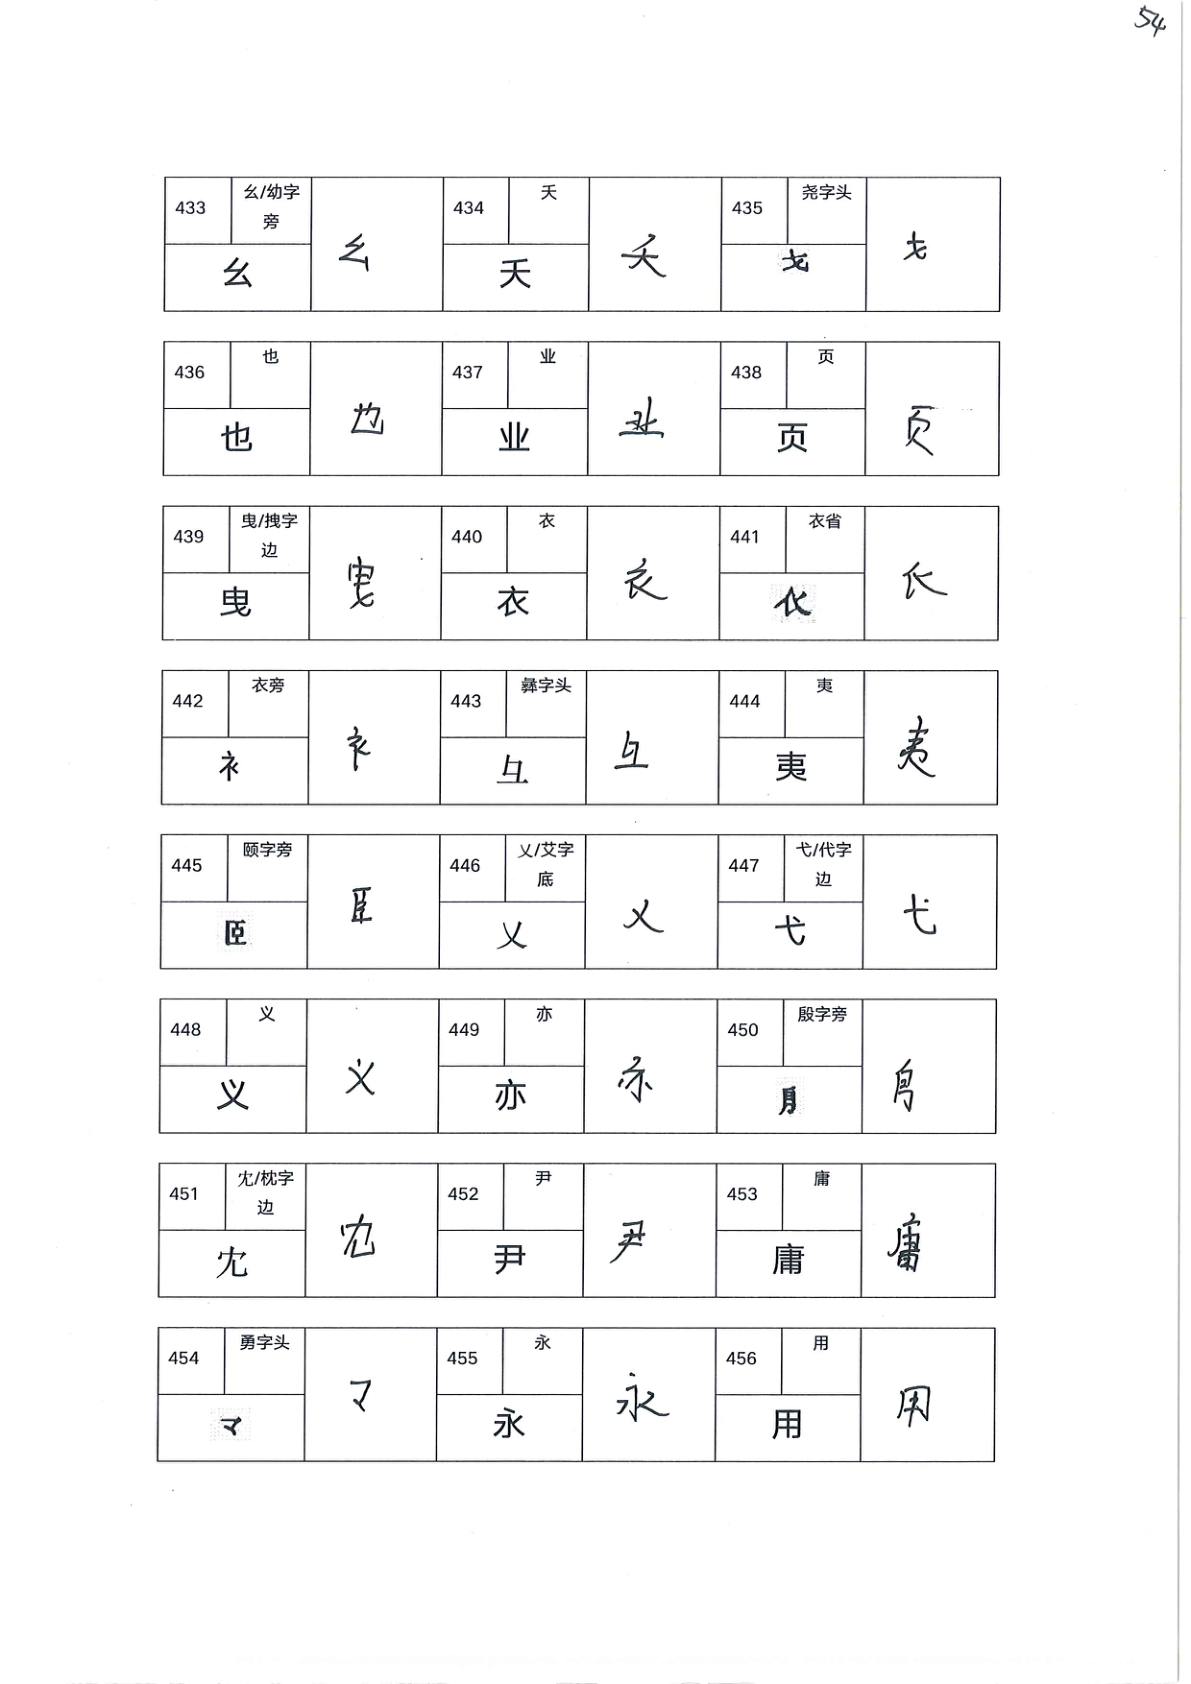 54
433 幺/幼字旁 幺 幺
434 夭 夭 夭
435 尧字头
436 也 也 也
437 业 业 业
438 页 页 页
439 曳/拽字边 曳 曳
440 衣 衣 衣
441 衣省
442 衣旁 衤 衤
443 彝字头 彑 彑
444 夷 夷 夷
445 颐字旁 𦣞
446 乂/艾字底 乂 乂
447 弋/代字边 弋 弋
448 义 义 义
449 亦 亦 亦
450 殷字旁
451 冘/枕字边 冘 冘
452 尹 尹 尹
453 庸 庸 庸
454 勇字头 龴 龴
455 永 永 永
456 用 用 用